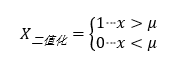 X二值化 = {1⋯x > μ
0⋯x < μ